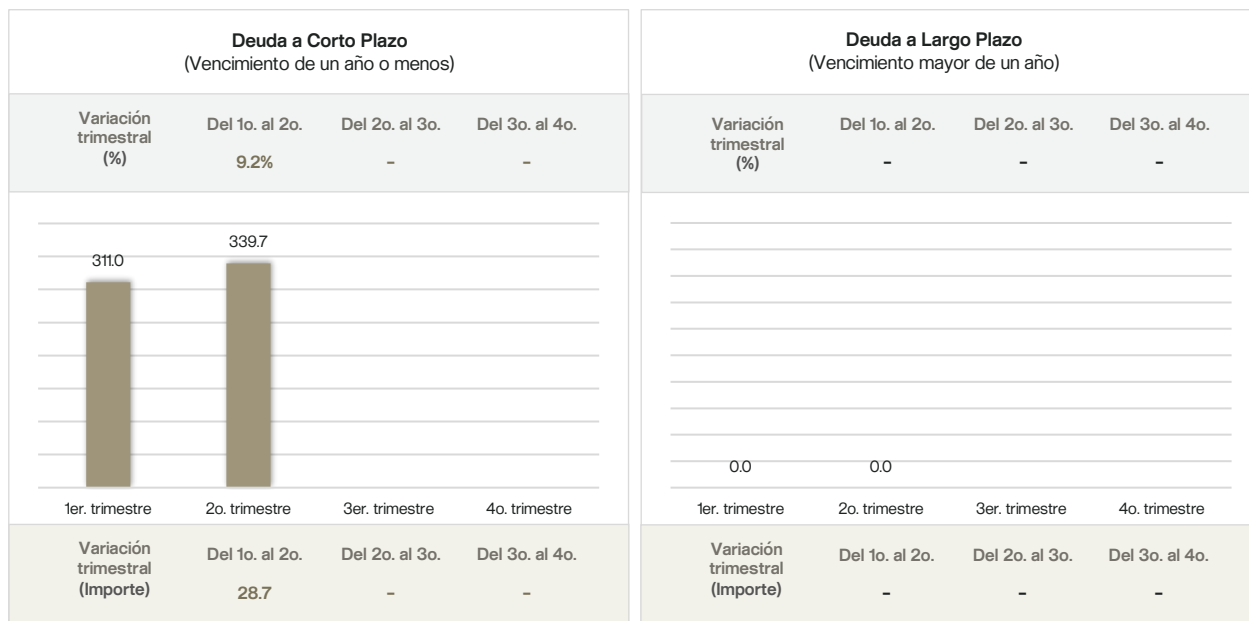 Deuda a Corto Plazo
(Vencimiento de un año o menos)
Variación
trimestral
(%)
Del 1o. al 2o.
Del 2o. al 3o.
Del 3o. al 4o.
9.2%
–
–
311.0
339.7
1er. trimestre
2o. trimestre
3er. trimestre
4o. trimestre
Variación
trimestral
(Importe)
Del 1o. al 2o.
Del 2o. al 3o.
Del 3o. al 4o.
28.7
–
–
Deuda a Largo Plazo
(Vencimiento mayor de un año)
Variación
trimestral
(%)
Del 1o. al 2o.
Del 2o. al 3o.
Del 3o. al 4o.
–
–
–
0.0
0.0
1er. trimestre
2o. trimestre
3er. trimestre
4o. trimestre
Variación
trimestral
(Importe)
Del 1o. al 2o.
Del 2o. al 3o.
Del 3o. al 4o.
–
–
–